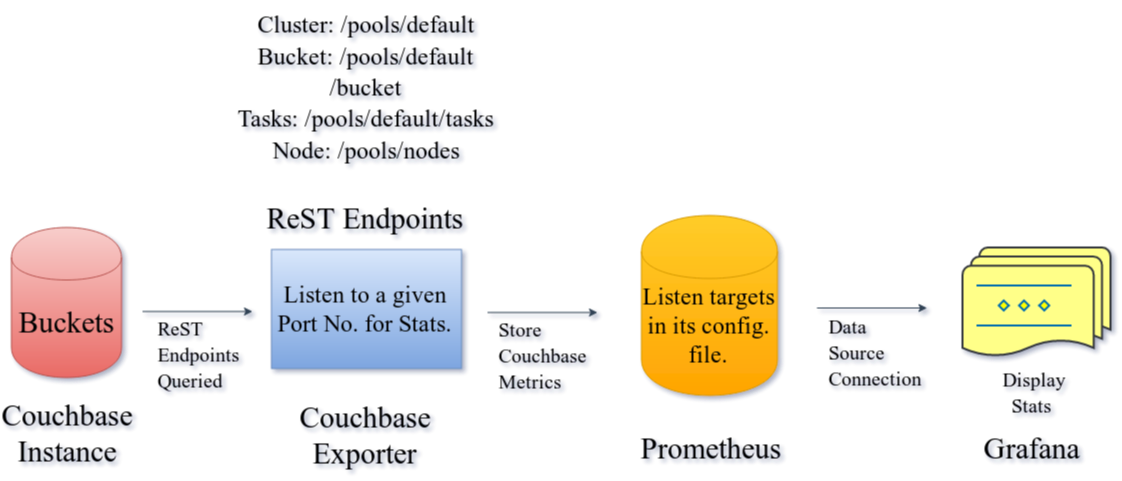 Cluster: /pools/default
Bucket: /pools/default
/bucket
Tasks: /pools/default/tasks
Node: /pools/nodes
ReST Endpoints
Buckets
Couchbase
Instance
ReST
Endpoints
Queried
Listen to a given
Port No. for Stats.
Couchbase
Exporter
Store
Couchbase
Metrics
Listen targets
in its config.
file.
Prometheus
Data
Source
Connection
Display
Stats
Grafana